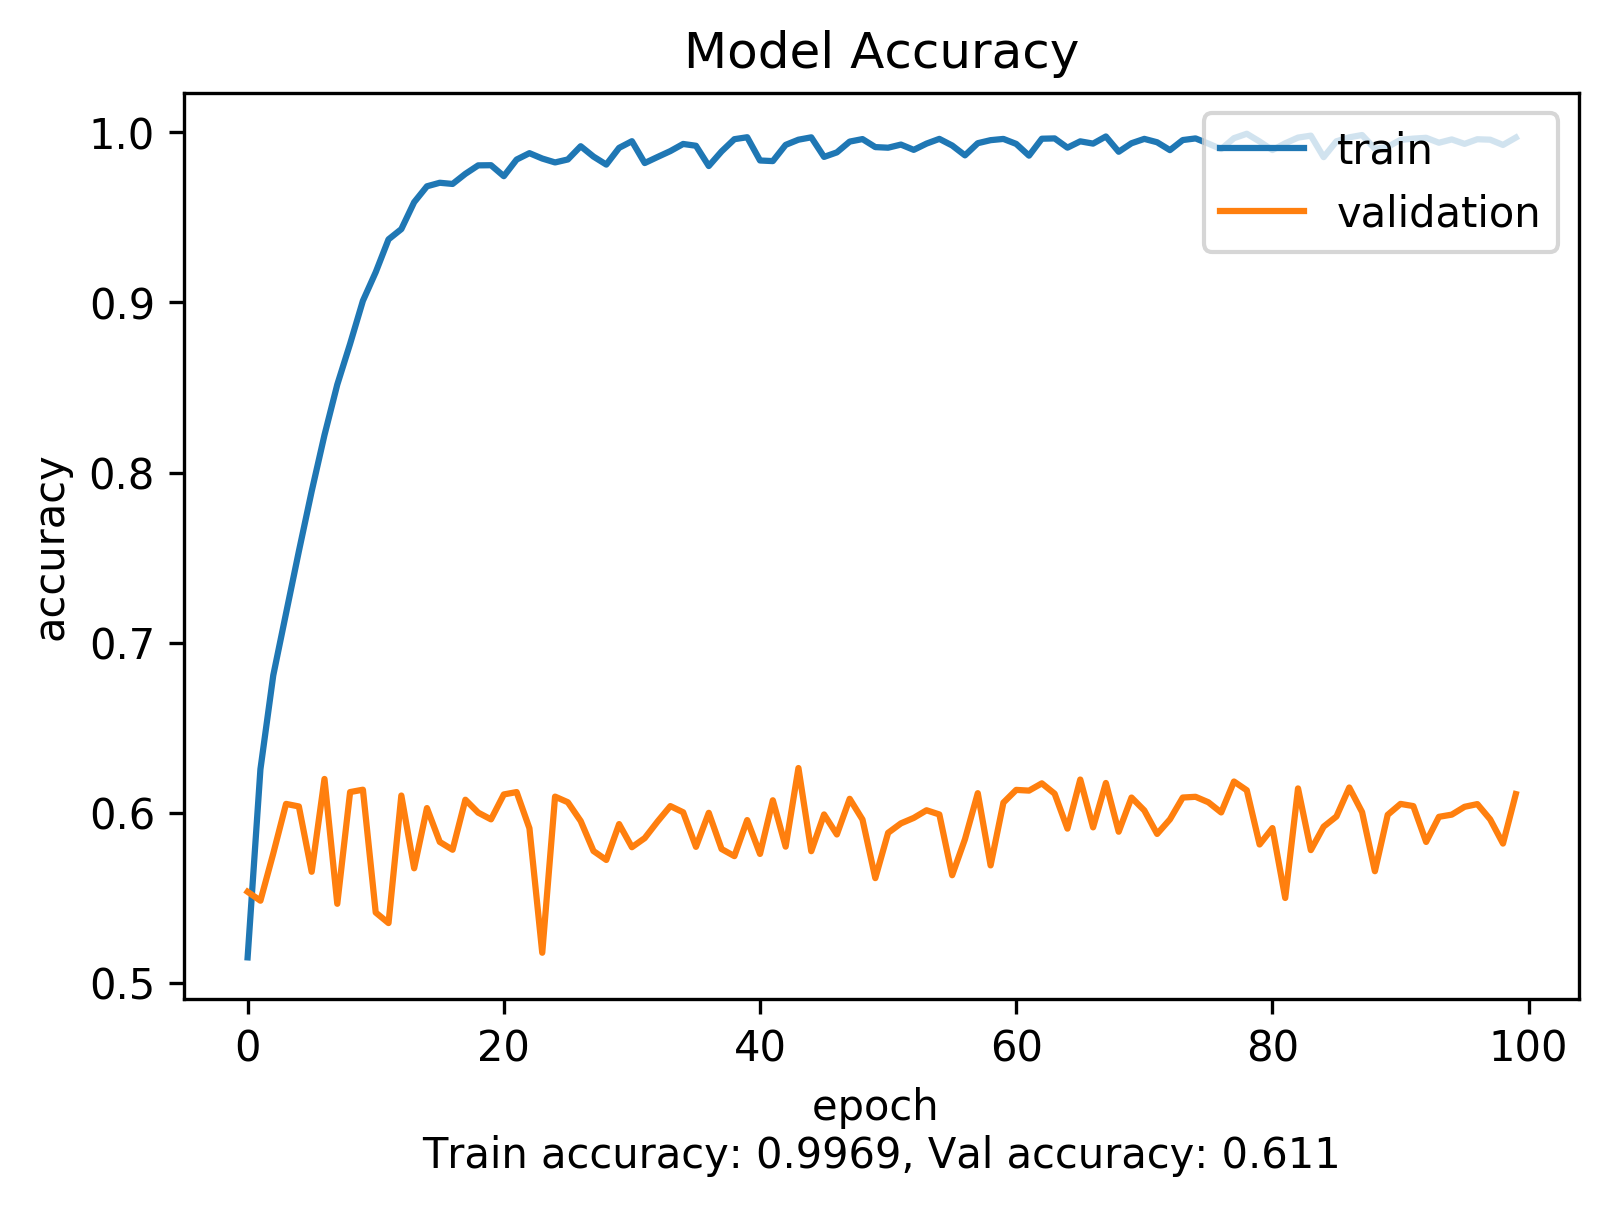 Model Accuracy
1.0
0.9
0.8
0.7
0.6
0.5
accuracy
train
validation
0 20 40 60 80 100
epoch
Train accuracy: 0.9969, Val accuracy: 0.611